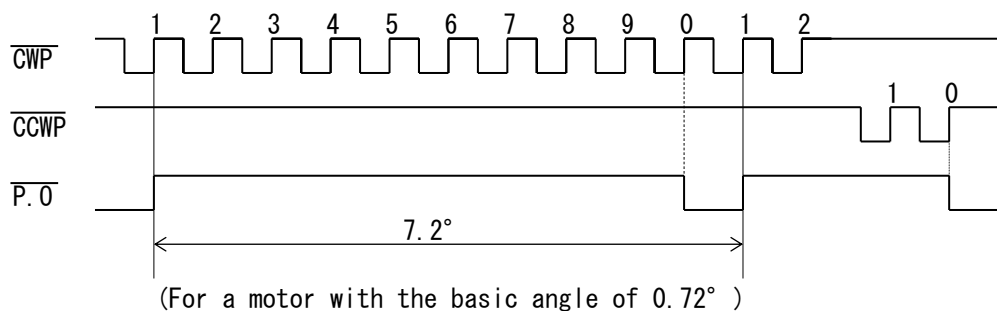 1 2 3 4 5 6 7 8 9 0 1 2
CWP
1 0
CCWP
P.O
7.2°
(For a motor with the basic angle of 0.72° )